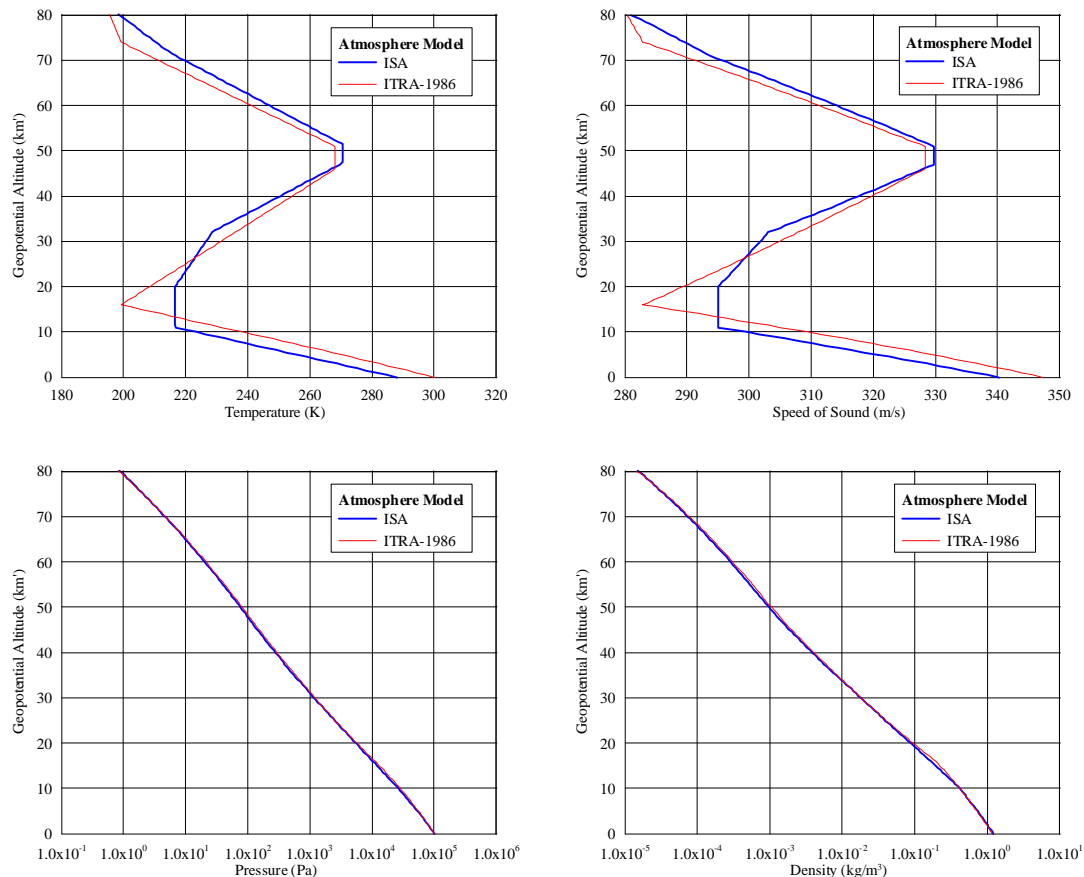 80
70
60
50
40
30
20
10
0
Geopotential Altitude (km')
Atmosphere Model
ISA
ITRA-1986
180 200 220 240 260 280 300 320
Temperature (K)
80
70
60
50
40
30
20
10
0
Geopotential Altitude (km')
Atmosphere Model
ISA
ITRA-1986
280 290 300 310 320 330 340 350
Speed of Sound (m/s)
80
70
60
50
40
30
20
10
0
Geopotential Altitude (km')
Atmosphere Model
ISA
ITRA-1986
1.0x10⁻¹ 1.0x10⁰ 1.0x10¹ 1.0x10² 1.0x10³ 1.0x10⁴ 1.0x10⁵ 1.0x10⁶
Pressure (Pa)
80
70
60
50
40
30
20
10
0
Geopotential Altitude (km')
Atmosphere Model
ISA
ITRA-1986
1.0x10⁻⁵ 1.0x10⁻⁴ 1.0x10⁻³ 1.0x10⁻² 1.0x10⁻¹ 1.0x10⁰ 1.0x10¹
Density (kg/m³)